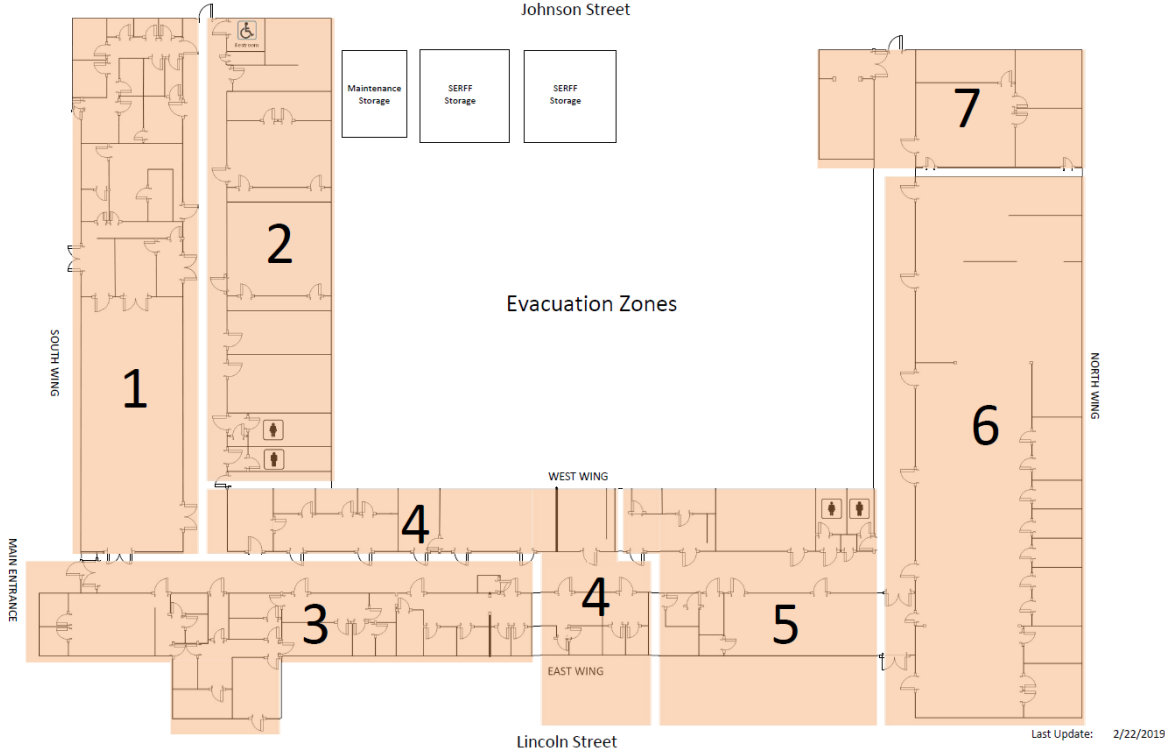 Johnson Street
Restroom
Maintenance
Storage
SERFF
Storage
SERFF
Storage
7
2
Evacuation Zones
SOUTH WING
1
NORTH WING
6
WEST WING
4
MAIN ENTRANCE
3
4
5
EAST WING
Lincoln Street
Last Update: 2/22/2019